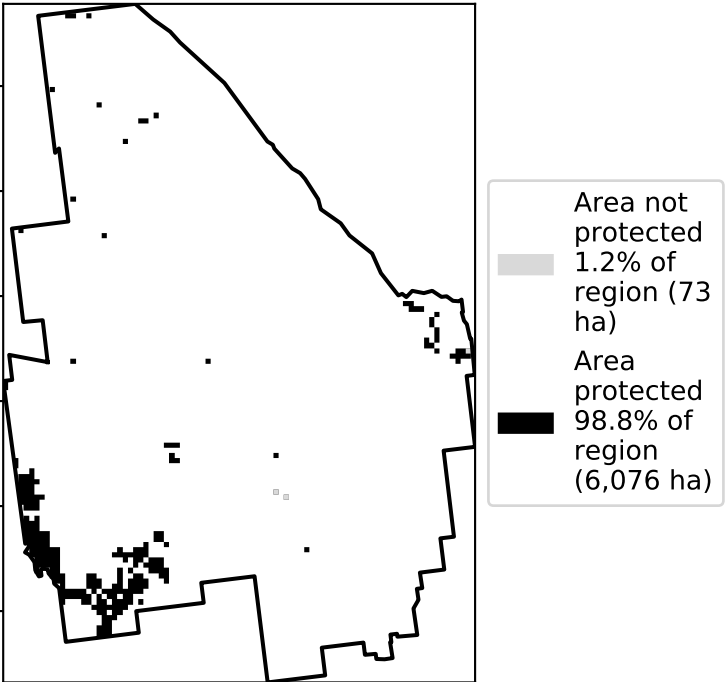 Area not
protected
1.2% of
region (73
ha)
Area
protected
98.8% of
region
(6,076 ha)